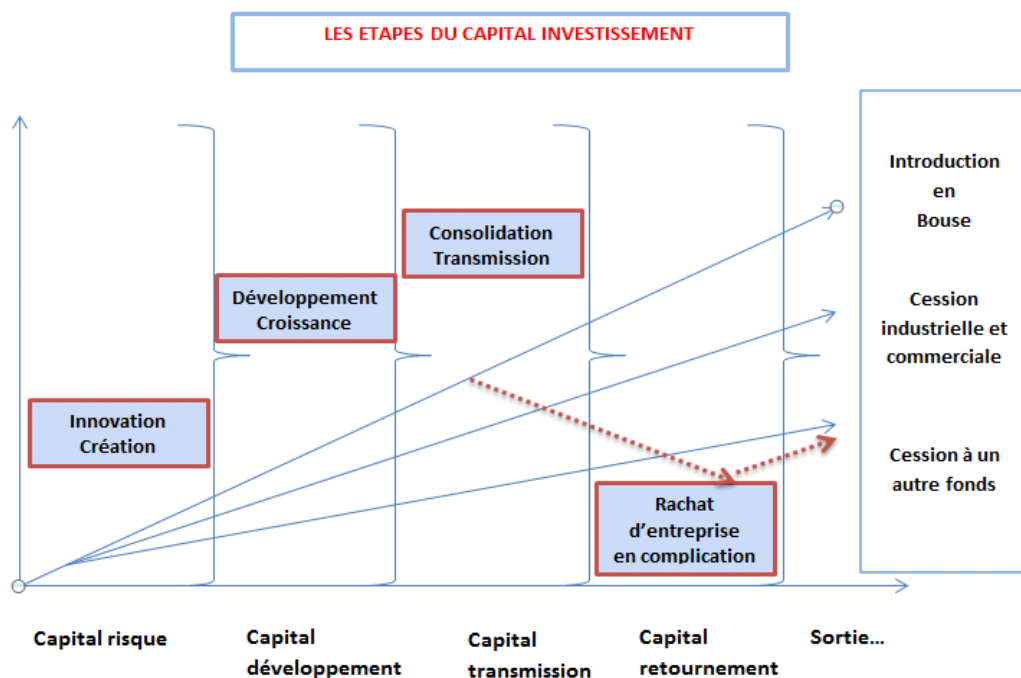 LES ETAPES DU CAPITAL INVESTISSEMENT
Introduction
en
Bouse
Consolidation
Transmission
Développement
Croissance
Cession
industrielle et
commerciale
Innovation
Création
Cession à un
autre fonds
Rachat
d'entreprise
en complication
Capital risque
Capital
développement
Capital
transmission
Capital
retournement
Sortie...